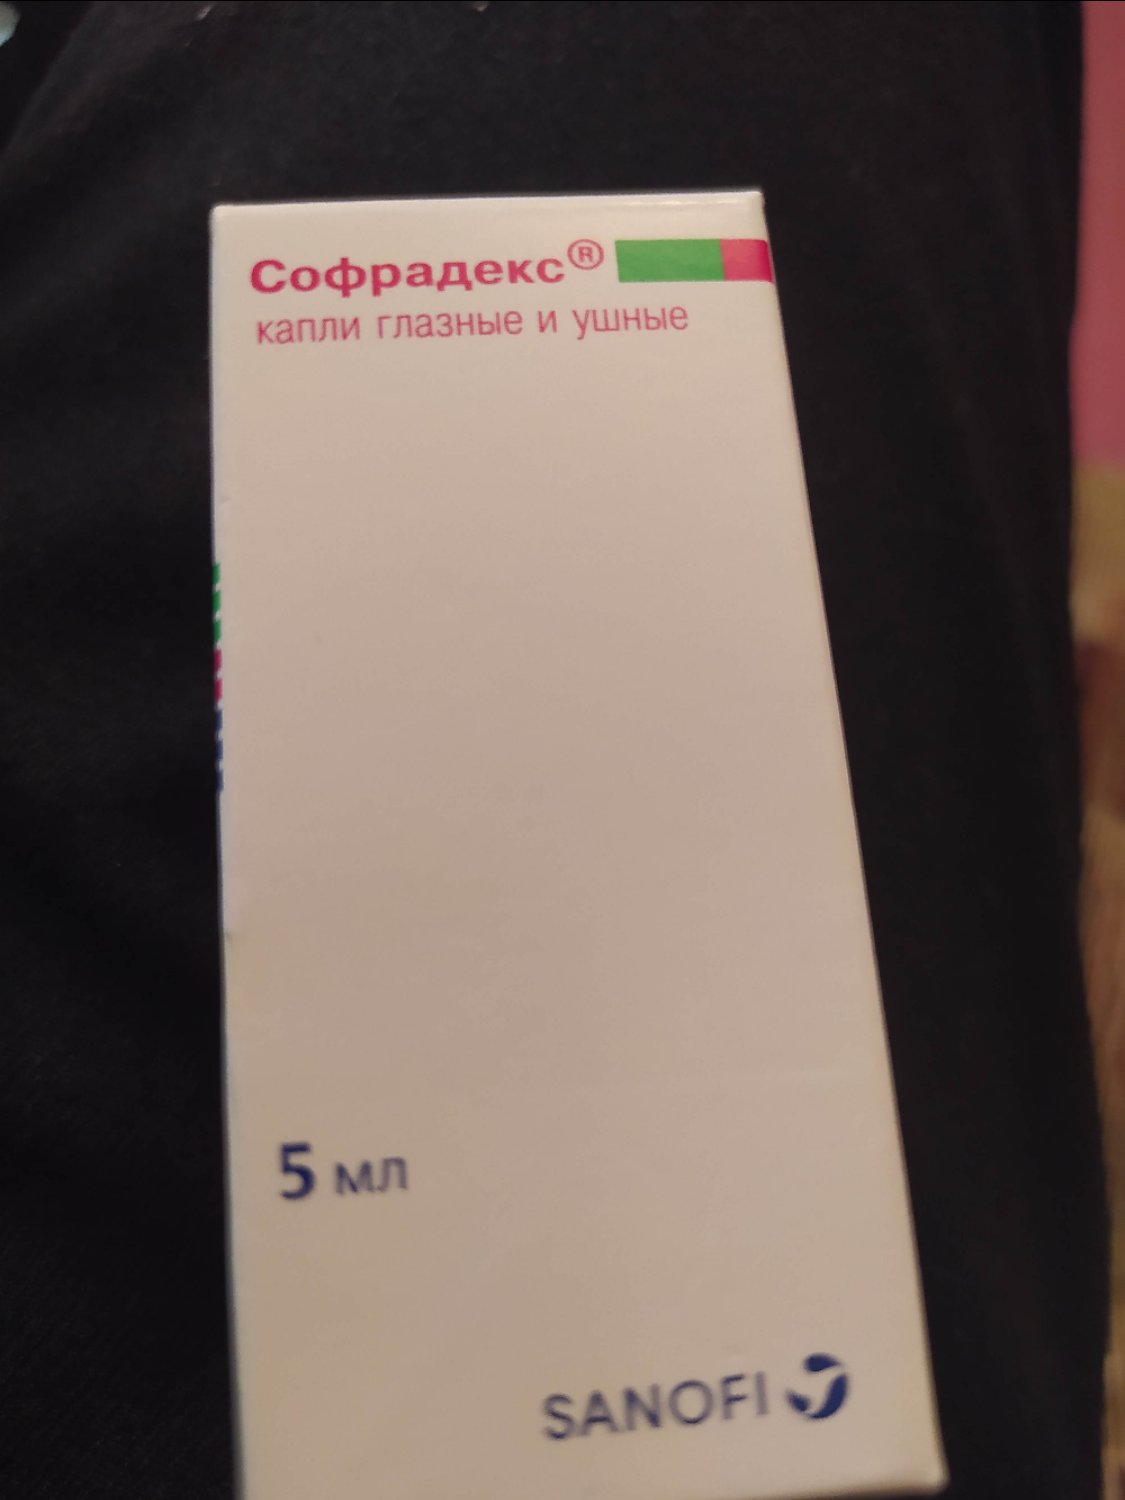 Софрадекс®
капли глазные и ушные
5 мл
SANOFI